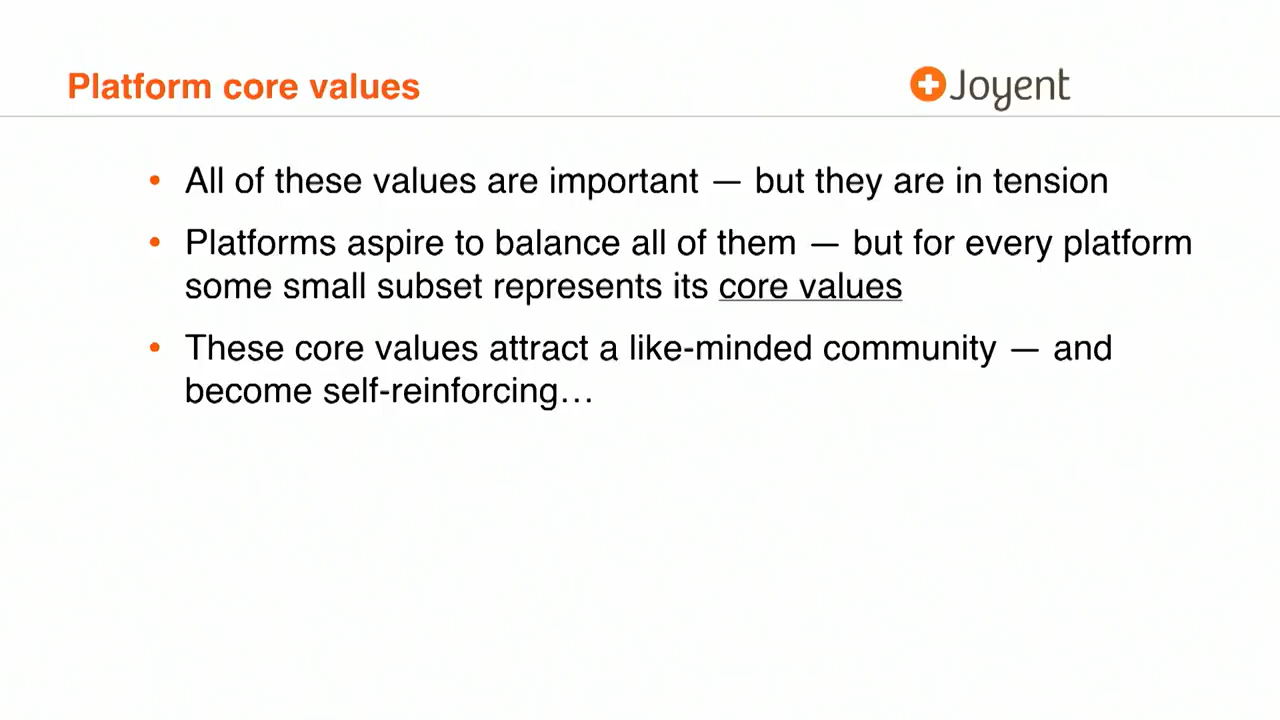 Platform core values
Joyent
• All of these values are important — but they are in tension
• Platforms aspire to balance all of them — but for every platform
some small subset represents its core values
• These core values attract a like-minded community — and
become self-reinforcing…